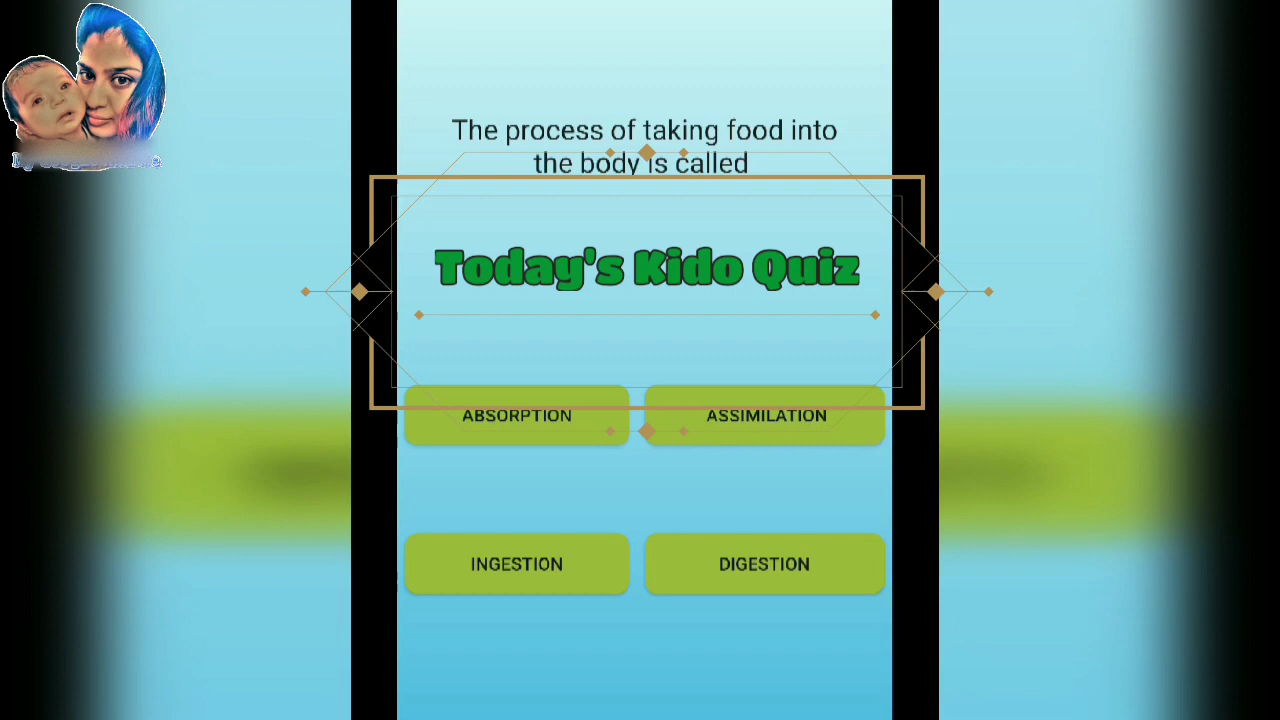 The process of taking food into
the body is called
Today's Kido Quiz
ABSORPTION
ASSIMILATION
INGESTION
DIGESTION